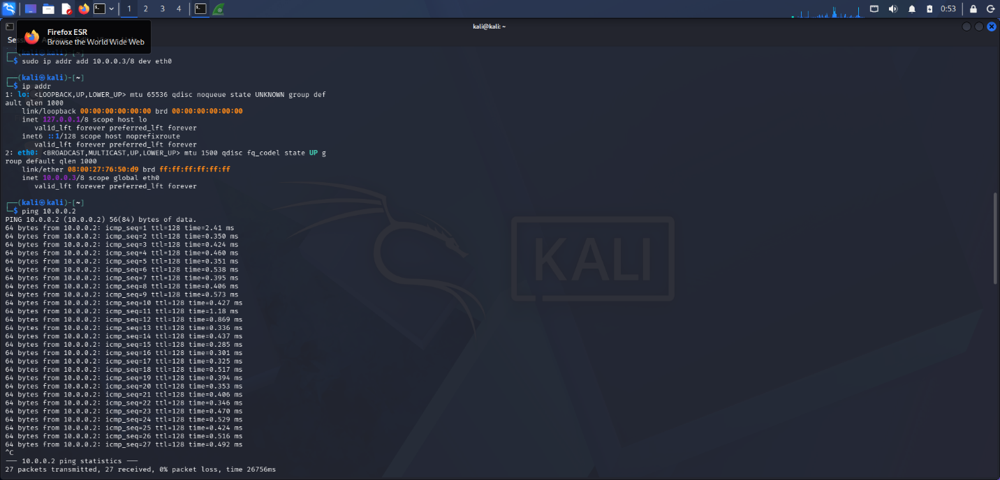 1 2 3 4 0:53
kali@kali: ~
Firefox ESR
Browse the World Wide Web
(kali㉿kali)-[~]
$ sudo ip addr add 10.0.0.3/8 dev eth0
(kali㉿kali)-[~]
$ ip addr
1: lo: <LOOPBACK,UP,LOWER_UP> mtu 65536 qdisc noqueue state UNKNOWN group def
ault qlen 1000
link/loopback 00:00:00:00:00:00 brd 00:00:00:00:00:00
inet 127.0.0.1/8 scope host lo
valid_lft forever preferred_lft forever
inet6 ::1/128 scope host noprefixroute
valid_lft forever preferred_lft forever
2: eth0: <BROADCAST,MULTICAST,UP,LOWER_UP> mtu 1500 qdisc fq_codel state UP g
roup default qlen 1000
link/ether 08:00:27:76:50:d9 brd ff:ff:ff:ff:ff:ff
inet 10.0.0.3/8 scope global eth0
valid_lft forever preferred_lft forever
(kali㉿kali)-[~]
$ ping 10.0.0.2
PING 10.0.0.2 (10.0.0.2) 56(84) bytes of data.
64 bytes from 10.0.0.2: icmp_seq=1 ttl=128 time=2.41 ms
64 bytes from 10.0.0.2: icmp_seq=2 ttl=128 time=0.350 ms
64 bytes from 10.0.0.2: icmp_seq=3 ttl=128 time=0.424 ms
64 bytes from 10.0.0.2: icmp_seq=4 ttl=128 time=0.460 ms
64 bytes from 10.0.0.2: icmp_seq=5 ttl=128 time=0.351 ms
64 bytes from 10.0.0.2: icmp_seq=6 ttl=128 time=0.538 ms
64 bytes from 10.0.0.2: icmp_seq=7 ttl=128 time=0.395 ms
64 bytes from 10.0.0.2: icmp_seq=8 ttl=128 time=0.406 ms
64 bytes from 10.0.0.2: icmp_seq=9 ttl=128 time=0.573 ms
64 bytes from 10.0.0.2: icmp_seq=10 ttl=128 time=0.427 ms
64 bytes from 10.0.0.2: icmp_seq=11 ttl=128 time=1.18 ms
64 bytes from 10.0.0.2: icmp_seq=12 ttl=128 time=0.869 ms
64 bytes from 10.0.0.2: icmp_seq=13 ttl=128 time=0.336 ms
64 bytes from 10.0.0.2: icmp_seq=14 ttl=128 time=0.437 ms
64 bytes from 10.0.0.2: icmp_seq=15 ttl=128 time=0.285 ms
64 bytes from 10.0.0.2: icmp_seq=16 ttl=128 time=0.301 ms
64 bytes from 10.0.0.2: icmp_seq=17 ttl=128 time=0.325 ms
64 bytes from 10.0.0.2: icmp_seq=18 ttl=128 time=0.517 ms
64 bytes from 10.0.0.2: icmp_seq=19 ttl=128 time=0.394 ms
64 bytes from 10.0.0.2: icmp_seq=20 ttl=128 time=0.353 ms
64 bytes from 10.0.0.2: icmp_seq=21 ttl=128 time=0.406 ms
64 bytes from 10.0.0.2: icmp_seq=22 ttl=128 time=0.346 ms
64 bytes from 10.0.0.2: icmp_seq=23 ttl=128 time=0.470 ms
64 bytes from 10.0.0.2: icmp_seq=24 ttl=128 time=0.529 ms
64 bytes from 10.0.0.2: icmp_seq=25 ttl=128 time=0.424 ms
64 bytes from 10.0.0.2: icmp_seq=26 ttl=128 time=0.516 ms
64 bytes from 10.0.0.2: icmp_seq=27 ttl=128 time=0.492 ms
^C
--- 10.0.0.2 ping statistics ---
27 packets transmitted, 27 received, 0% packet loss, time 26756ms
KALI